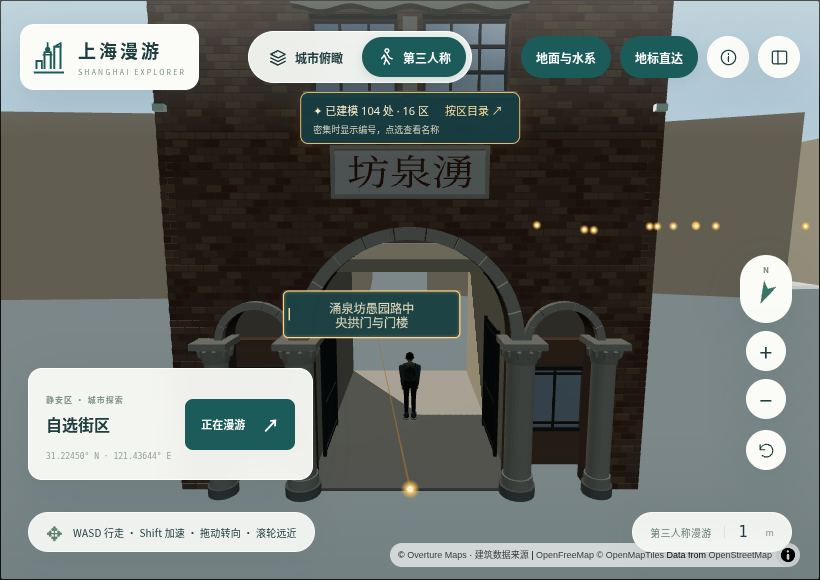 上海漫游
SHANGHAI EXPLORER
城市俯瞰
第三人称
地面与水系
地标直达
✦ 已建模 104 处 · 16 区 按区目录 ↗
密集时显示编号，点选查看名称
坊泉湧
涌泉坊愚园路中
央拱门与门楼
N
+
−
静安区 · 城市探索
自选街区
31.22450° N · 121.43644° E
正在漫游 ↗
WASD 行走 · Shift 加速 · 拖动转向 · 滚轮远近
第三人称漫游 1 m
© Overture Maps · 建筑数据来源 | OpenFreeMap © OpenMapTiles Data from OpenStreetMap